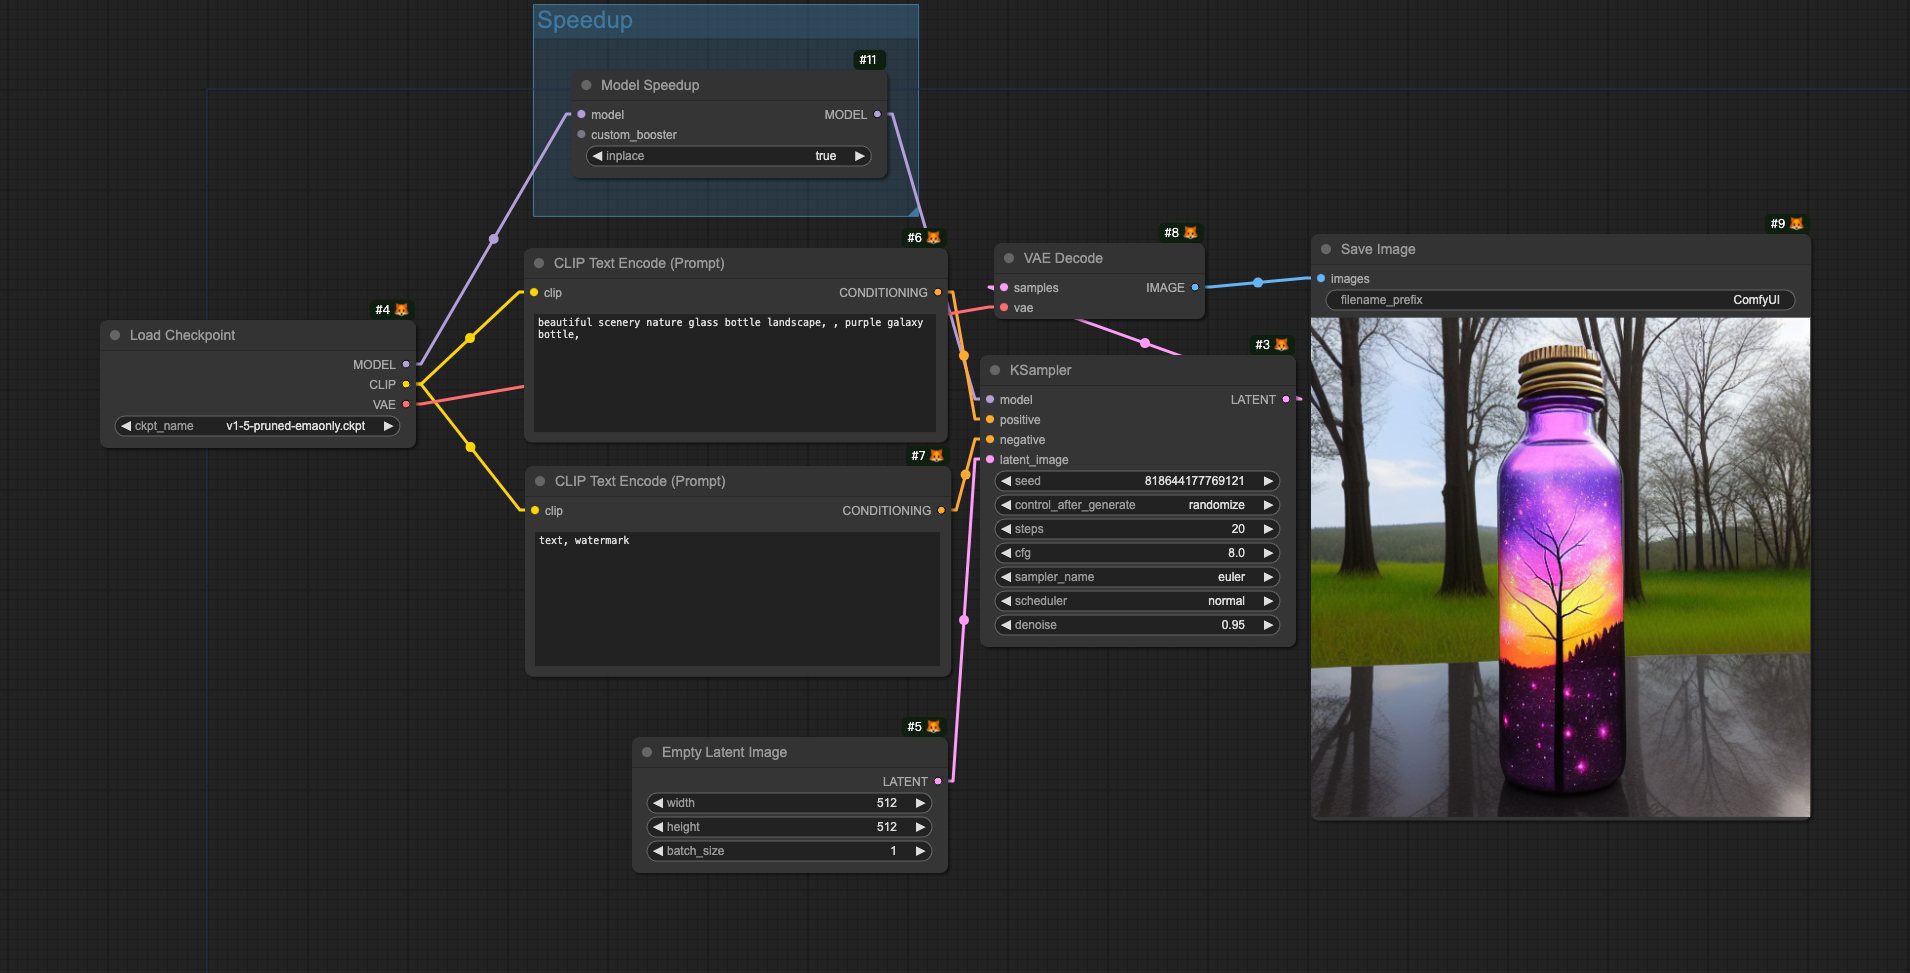 Speedup
#11
Model Speedup
model MODEL
custom_booster
inplace true
#4
Load Checkpoint
MODEL
CLIP
VAE
ckpt_name v1-5-pruned-emaonly.ckpt
#6
CLIP Text Encode (Prompt)
clip CONDITIONING
beautiful scenery nature glass bottle landscape, , purple galaxy
bottle,
#7
CLIP Text Encode (Prompt)
clip CONDITIONING
text, watermark
#5
Empty Latent Image
LATENT
width 512
height 512
batch_size 1
#8
VAE Decode
samples IMAGE
vae
#3
KSampler
model LATENT
positive
negative
latent_image
seed 818644177769121
control_after_generate randomize
steps 20
cfg 8.0
sampler_name euler
scheduler normal
denoise 0.95
#9
Save Image
images
filename_prefix ComfyUI